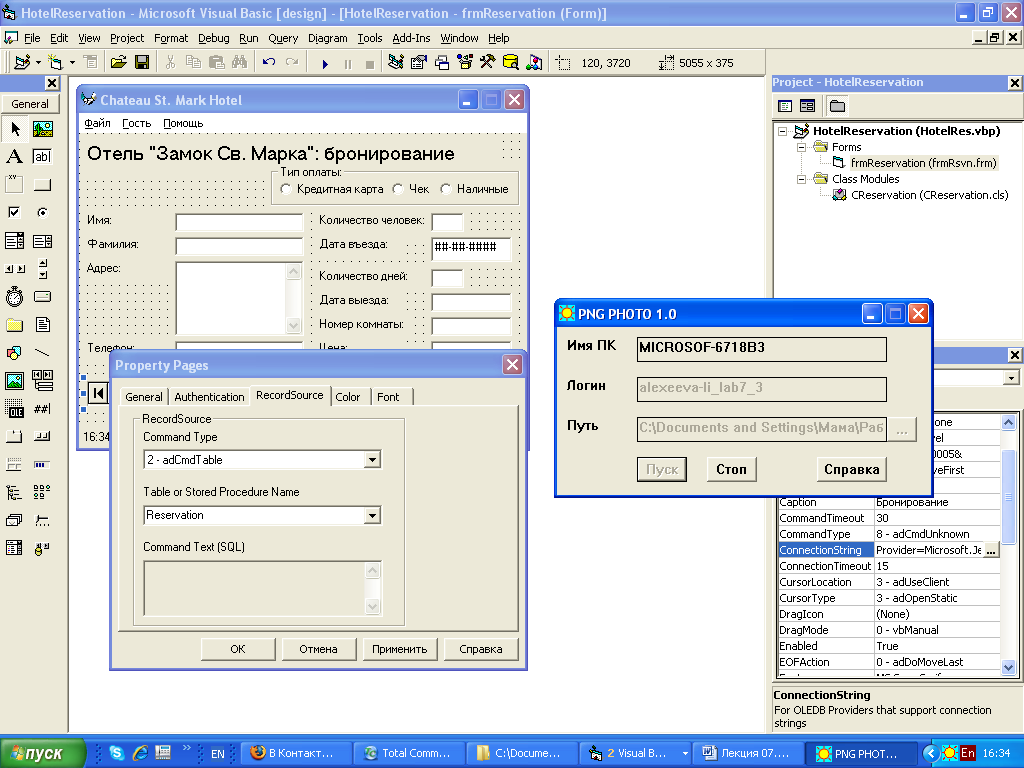 HotelReservation - Microsoft Visual Basic [design] - [HotelReservation - frmReservation (Form)]
File Edit View Project Format Debug Run Query Diagram Tools Add-Ins Window Help
120, 3720 5055 x 375
General
Chateau St. Mark Hotel
Файл Гость Помощь
Отель "Замок Св. Марка": бронирование
Тип оплаты:
Кредитная карта Чек Наличные
Имя: Количество человек:
Фамилия: Дата въезда: ##-##-####
Адрес: Количество дней:
Дата выезда:
Номер комнаты:
Телефон: Цена:
16:34
Property Pages
General Authentication RecordSource Color Font
RecordSource
Command Type
2 - adCmdTable
Table or Stored Procedure Name
Reservation
Command Text (SQL)
OK Отмена Применить Справка
Project - HotelReservation
HotelReservation (HotelRes.vbp)
Forms
frmReservation (frmRsvn.frm)
Class Modules
CReservation (CReservation.cls)
PNG PHOTO 1.0
Имя ПК MICROSOF-6718B3
Логин alexeeva-li_lab7_3
Путь C:\Documents and Settings\Мама\Раб ...
Пуск Стоп Справка
Caption Бронирование
CommandTimeout 30
CommandType 8 - adCmdUnknown
ConnectionString Provider=Microsoft.Je ...
ConnectionTimeout 15
CursorLocation 3 - adUseClient
CursorType 3 - adOpenStatic
DragIcon (None)
DragMode 0 - vbManual
Enabled True
EOFAction 0 - adDoMoveLast
ConnectionString
For OLEDB Providers that support connection
strings
пуск EN В Контакт... Total Comm... C:\Docume... 2 Visual B... Лекция 07.... PNG PHOT... En 16:34